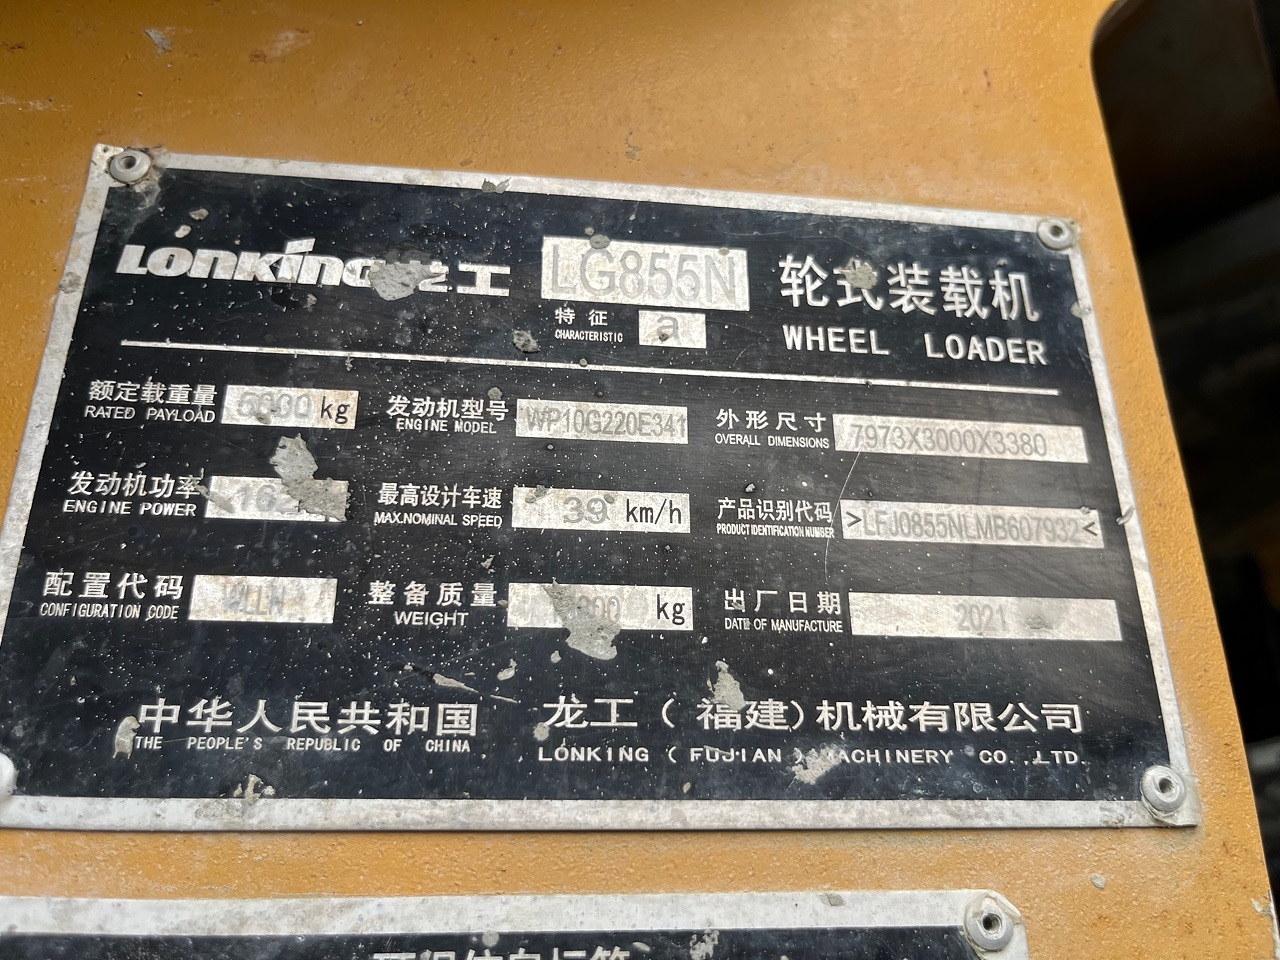 LONKING 工 LG855N 轮式装载机
特征 a
CHARACTERISTIC WHEEL LOADER
额定载重量 5000 kg 发动机型号 WP10G220E341 外形尺寸 7973X3000X3380
RATED PAYLOAD ENGINE MODEL OVERALL DIMENSIONS
发动机功率 最高设计车速 39 km/h 产品识别代码
ENGINE POWER MAX.NOMINAL SPEED PRODUCT IDENTIFICATION NUMBER >LFJ0855NLMB607932<
配置代码 整备质量 kg 出厂日期 2021
CONFIGURATION CODE WEIGHT DATE OF MANUFACTURE
中华人民共和国 龙工（福建）机械有限公司
THE PEOPLE'S REPUBLIC OF CHINA LONKING ( FUJIAN ) MACHINERY CO.,LTD.